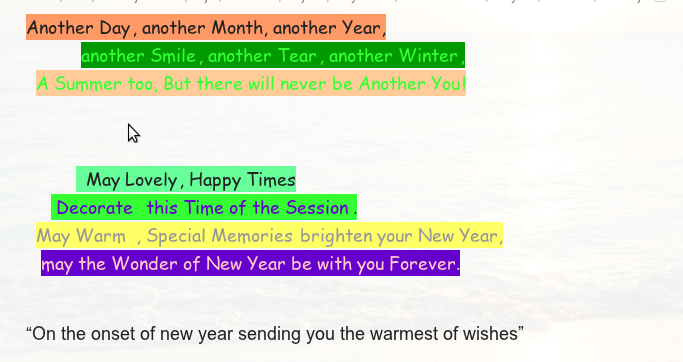 Another Day, another Month, another Year,
another Smile, another Tear, another Winter,
A Summer too, But there will never be Another You!
May Lovely, Happy Times
Decorate this Time of the Session.
May Warm , Special Memories brighten your New Year,
may the Wonder of New Year be with you Forever.
“On the onset of new year sending you the warmest of wishes”